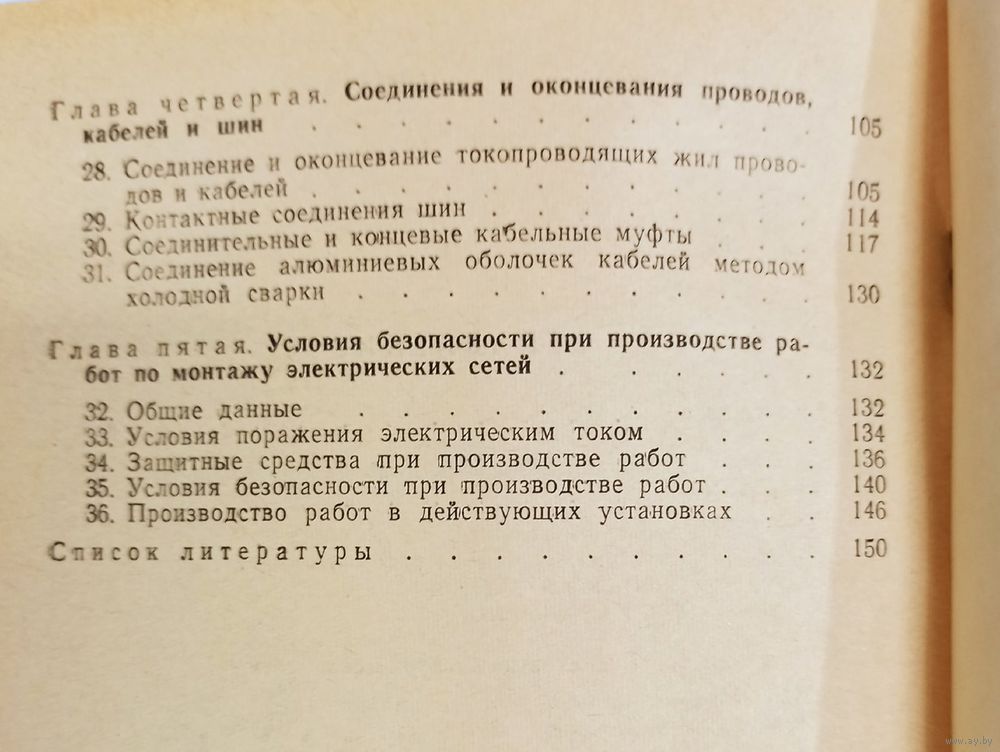 Глава четвертая. Соединения и оконцевания проводов,
кабелей и шин . . . . . . . . . . . . 105
28. Соединение и оконцевание токопроводящих жил прово-
дов и кабелей . . . . . . . . . . . . 105
29. Контактные соединения шин . . . . . . . . 114
30. Соединительные и концевые кабельные муфты . . . 117
31. Соединение алюминиевых оболочек кабелей методом
холодной сварки . . . . . . . . . . . 130
Глава пятая. Условия безопасности при производстве ра-
бот по монтажу электрических сетей . . . . . . 132
32. Общие данные . . . . . . . . . . . 132
33. Условия поражения электрическим током . . . . 134
34. Защитные средства при производстве работ . . . 136
35. Условия безопасности при производстве работ . . . 140
36. Производство работ в действующих установках . . 146
Список литературы . . . . . . . . . . 150
www.ay.by